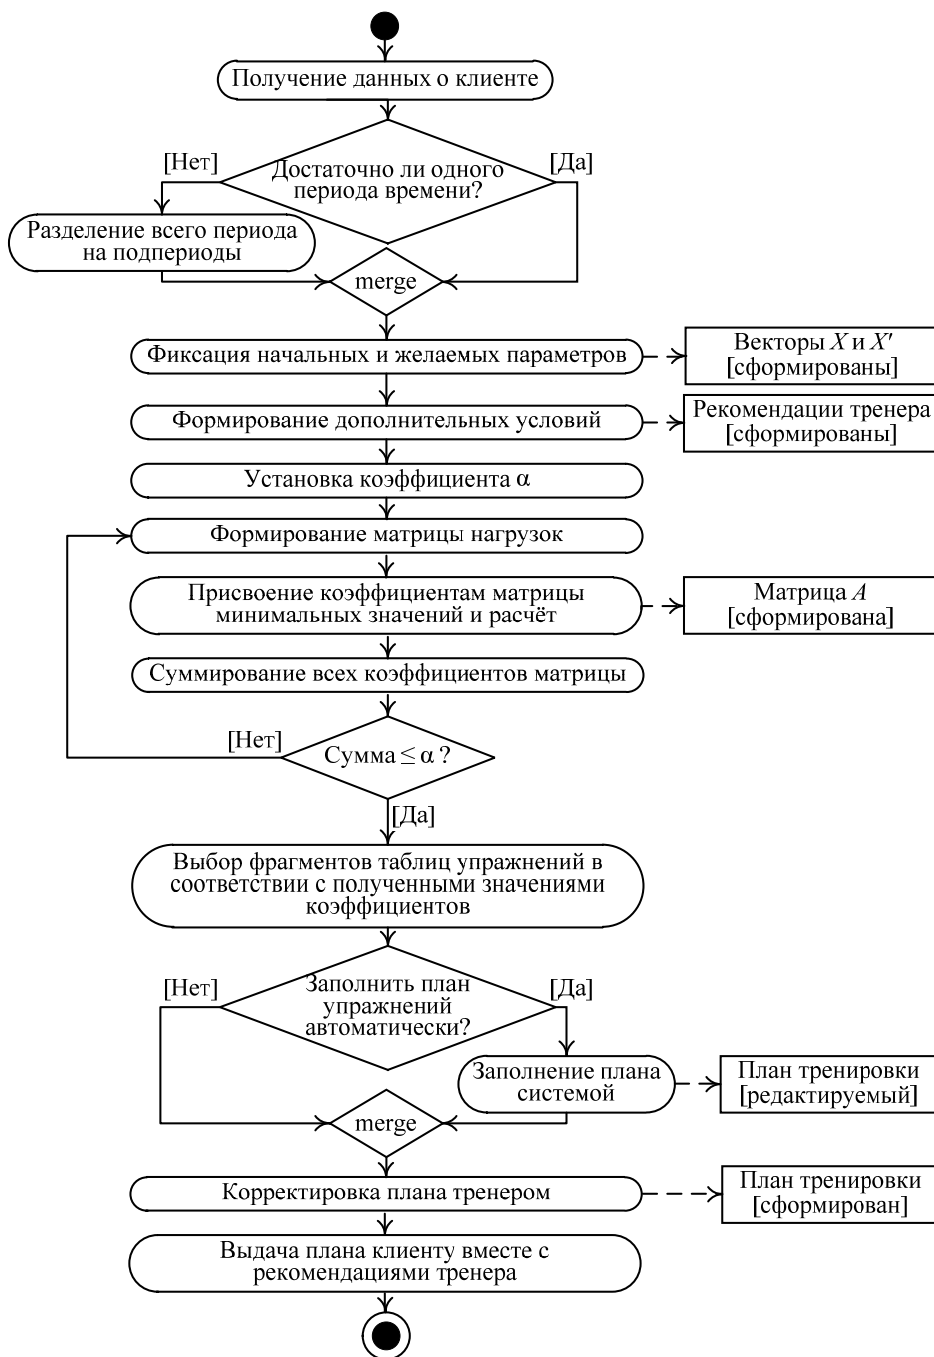 Получение данных о клиенте
[Нет]
[Да]
Достаточно ли одного
периода времени?
Разделение всего периода
на подпериоды
merge
Фиксация начальных и желаемых параметров
Векторы X и X′
[сформированы]
Формирование дополнительных условий
Рекомендации тренера
[сформированы]
Установка коэффициента α
Формирование матрицы нагрузок
Присвоение коэффициентам матрицы
минимальных значений и расчёт
Матрица A
[сформирована]
Суммирование всех коэффициентов матрицы
[Нет]
Сумма ≤ α ?
[Да]
Выбор фрагментов таблиц упражнений в
соответствии с полученными значениями
коэффициентов
[Нет]
[Да]
Заполнить план
упражнений
автоматически?
Заполнение плана
системой
План тренировки
[редактируемый]
merge
Корректировка плана тренером
План тренировки
[сформирован]
Выдача плана клиенту вместе с
рекомендациями тренера